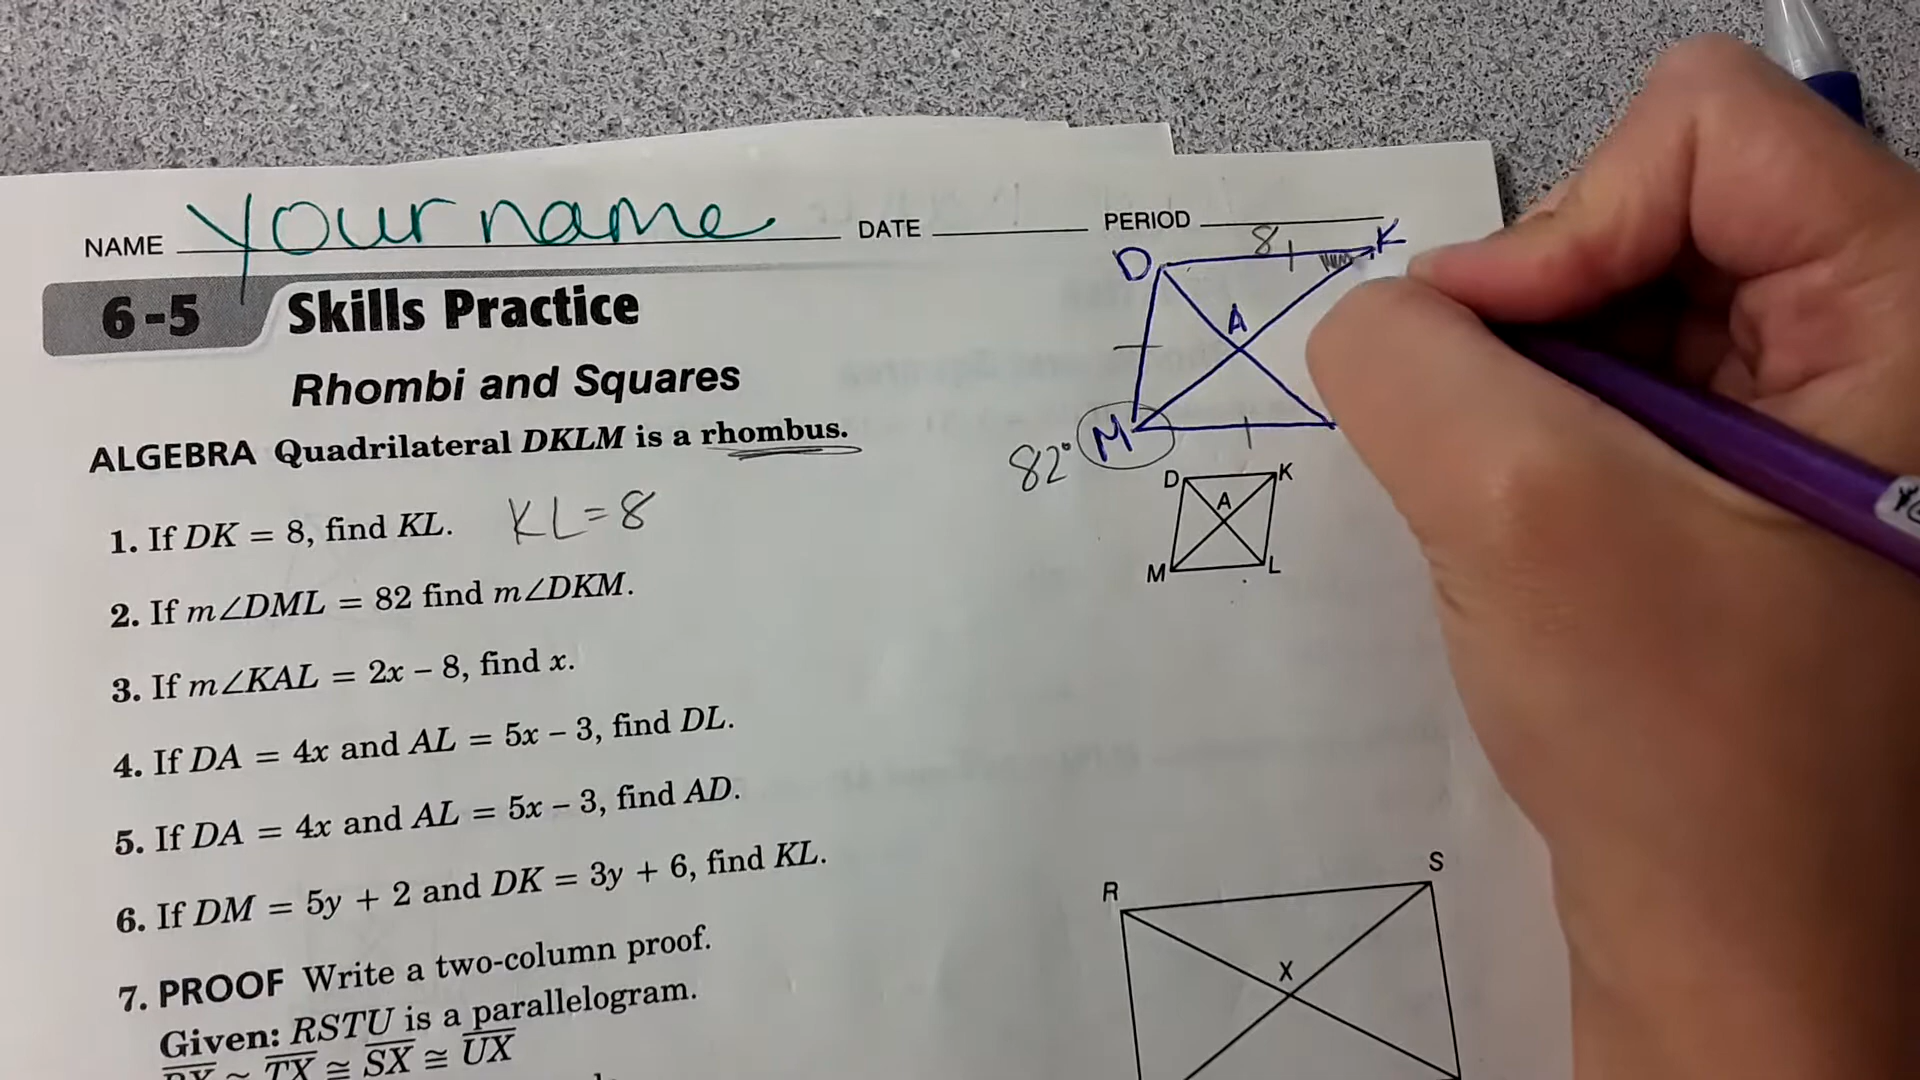 NAME Your name DATE PERIOD
6-5 Skills Practice
Rhombi and Squares
ALGEBRA Quadrilateral DKLM is a rhombus.
1. If DK = 8, find KL. KL=8
2. If m∠DML = 82 find m∠DKM.
3. If m∠KAL = 2x – 8, find x.
4. If DA = 4x and AL = 5x – 3, find DL.
5. If DA = 4x and AL = 5x – 3, find AD.
6. If DM = 5y + 2 and DK = 3y + 6, find KL.
7. PROOF Write a two-column proof.
Given: RSTU is a parallelogram.
TX ≅ SX ≅ UX
8
D K
A
82° M
D K
A
M L
R S
X